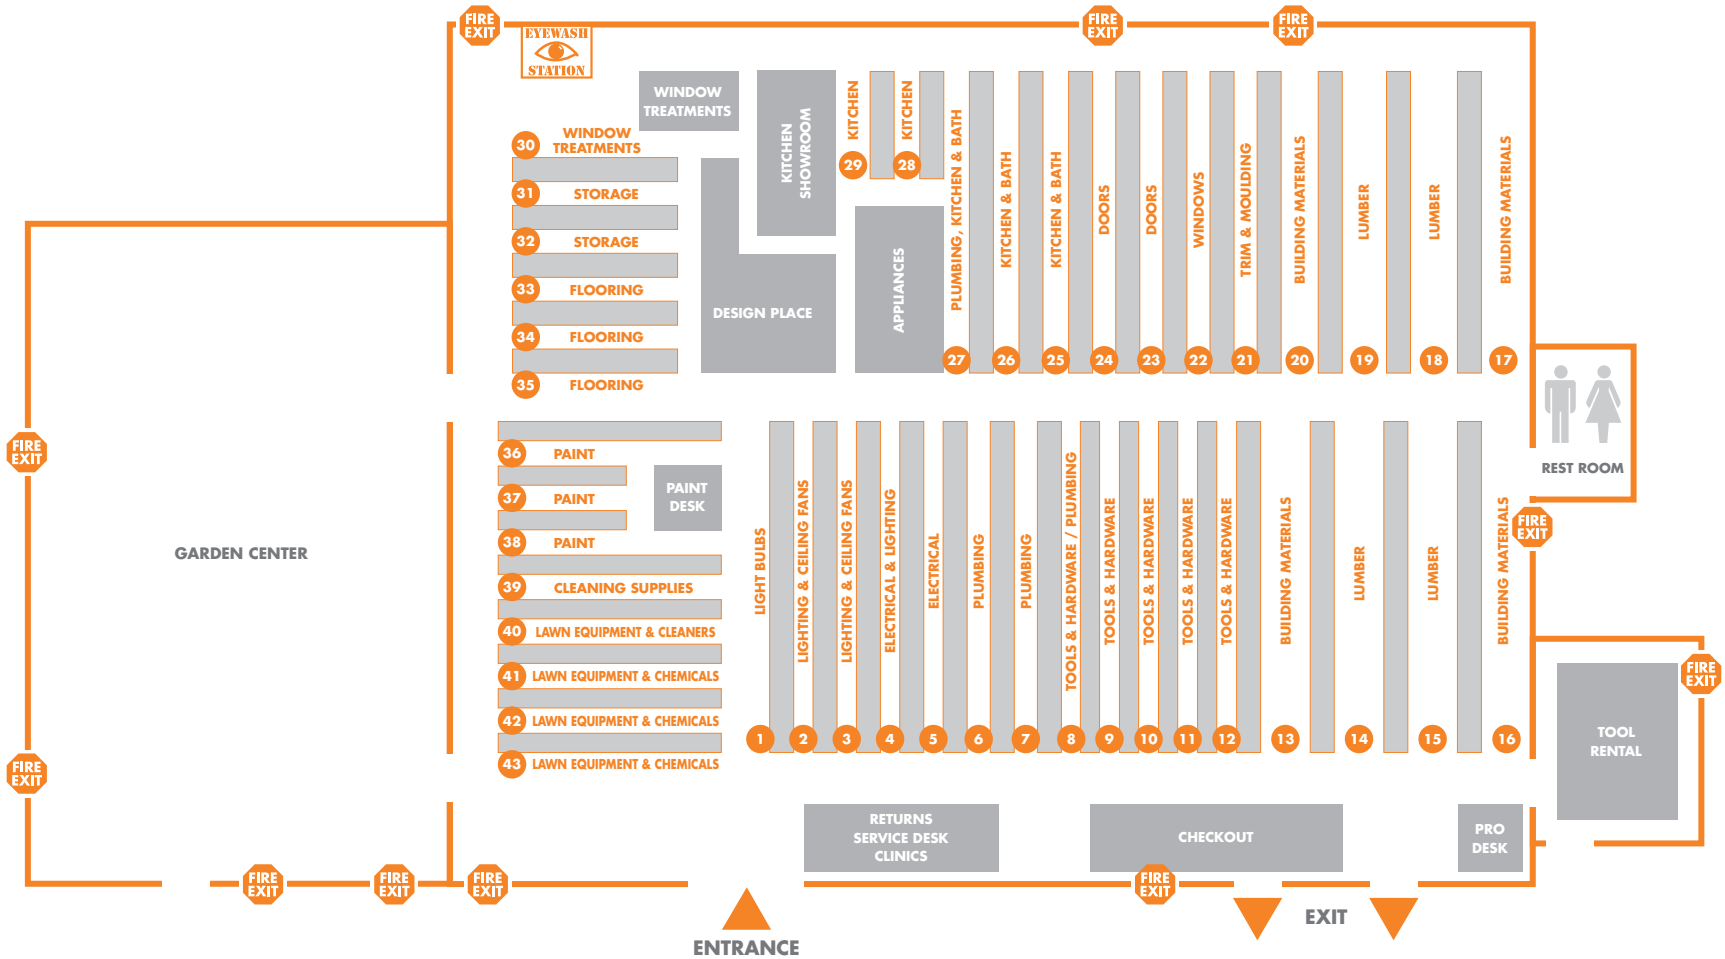 FIRE
EXIT
FIRE
EXIT
FIRE
EXIT
EYEWASH
STATION
WINDOW
TREATMENTS
KITCHEN
SHOWROOM
KITCHEN
29
KITCHEN
28
30
WINDOW
TREATMENTS
31
STORAGE
32
STORAGE
33
FLOORING
34
FLOORING
35
FLOORING
DESIGN PLACE
APPLIANCES
PLUMBING, KITCHEN & BATH
27
KITCHEN & BATH
26
KITCHEN & BATH
25
DOORS
24
DOORS
23
WINDOWS
22
TRIM & MOULDING
21
BUILDING MATERIALS
20
LUMBER
19
LUMBER
18
BUILDING MATERIALS
17
REST ROOM
FIRE
EXIT
GARDEN CENTER
FIRE
EXIT
36
PAINT
37
PAINT
38
PAINT
PAINT
DESK
39
CLEANING SUPPLIES
40
LAWN EQUIPMENT & CLEANERS
41
LAWN EQUIPMENT & CHEMICALS
42
LAWN EQUIPMENT & CHEMICALS
43
LAWN EQUIPMENT & CHEMICALS
LIGHT BULBS
1
LIGHTING & CEILING FANS
2
LIGHTING & CEILING FANS
3
ELECTRICAL & LIGHTING
4
ELECTRICAL
5
PLUMBING
6
PLUMBING
7
TOOLS & HARDWARE / PLUMBING
8
TOOLS & HARDWARE
9
TOOLS & HARDWARE
10
TOOLS & HARDWARE
11
TOOLS & HARDWARE
12
BUILDING MATERIALS
13
LUMBER
14
LUMBER
15
BUILDING MATERIALS
16
FIRE
EXIT
FIRE
EXIT
TOOL
RENTAL
RETURNS
SERVICE DESK
CLINICS
CHECKOUT
PRO
DESK
FIRE
EXIT
FIRE
EXIT
FIRE
EXIT
FIRE
EXIT
ENTRANCE
EXIT